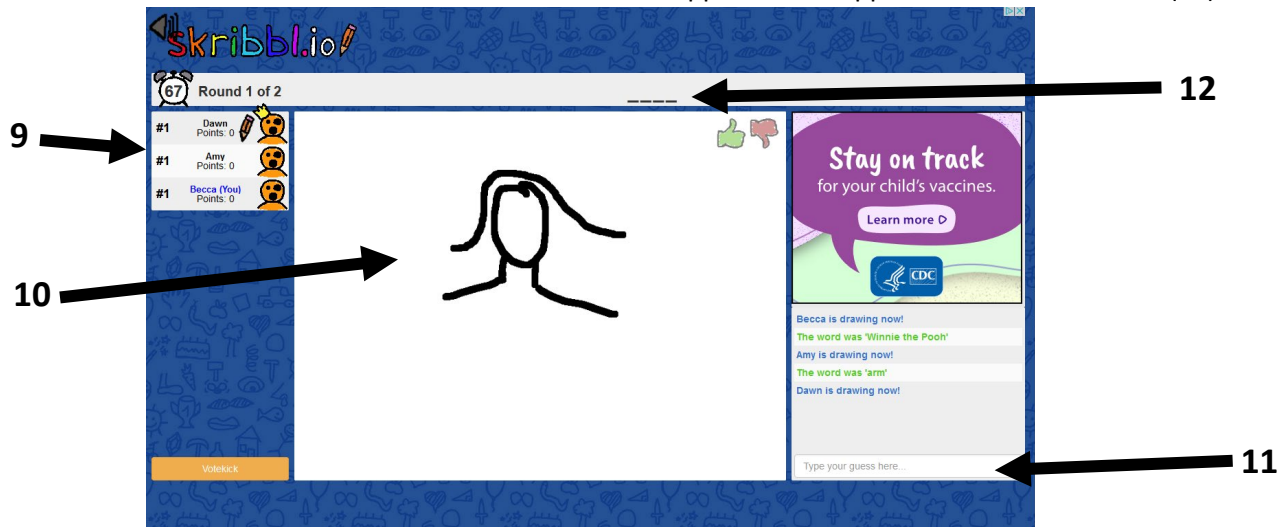 skribbl.io
67 Round 1 of 2
____
12
9
#1 Dawn
Points: 0
#1 Amy
Points: 0
#1 Becca (You)
Points: 0
10
Stay on track
for your child's vaccines.
Learn more
CDC
Becca is drawing now!
The word was 'Winnie the Pooh'
Amy is drawing now!
The word was 'arm'
Dawn is drawing now!
Votekick
Type your guess here...
11